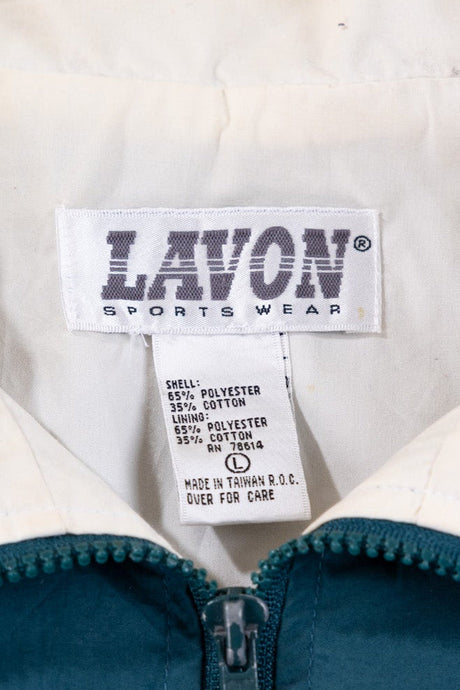 LAVON®
SPORTS WEAR
SHELL:
65% POLYESTER
35% COTTON
LINING:
65% POLYESTER
35% COTTON
RN 78614
L
MADE IN TAIWAN R.O.C.
OVER FOR CARE